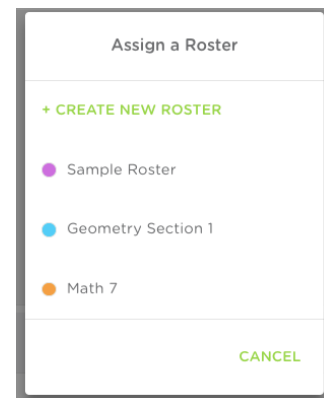 Assign a Roster
+ CREATE NEW ROSTER
Sample Roster
Geometry Section 1
Math 7
CANCEL